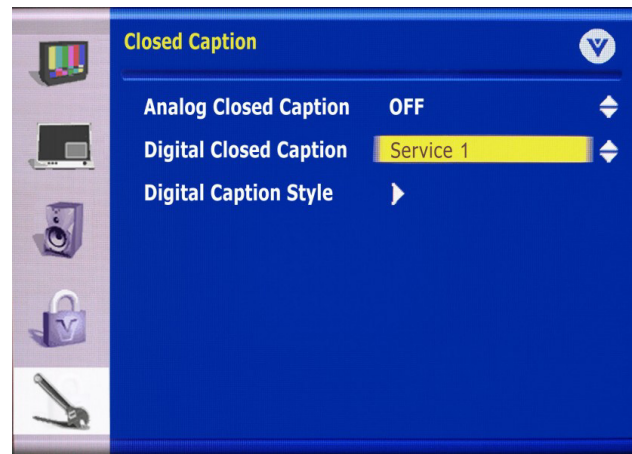 Closed Caption
Analog Closed Caption OFF
Digital Closed Caption Service 1
Digital Caption Style